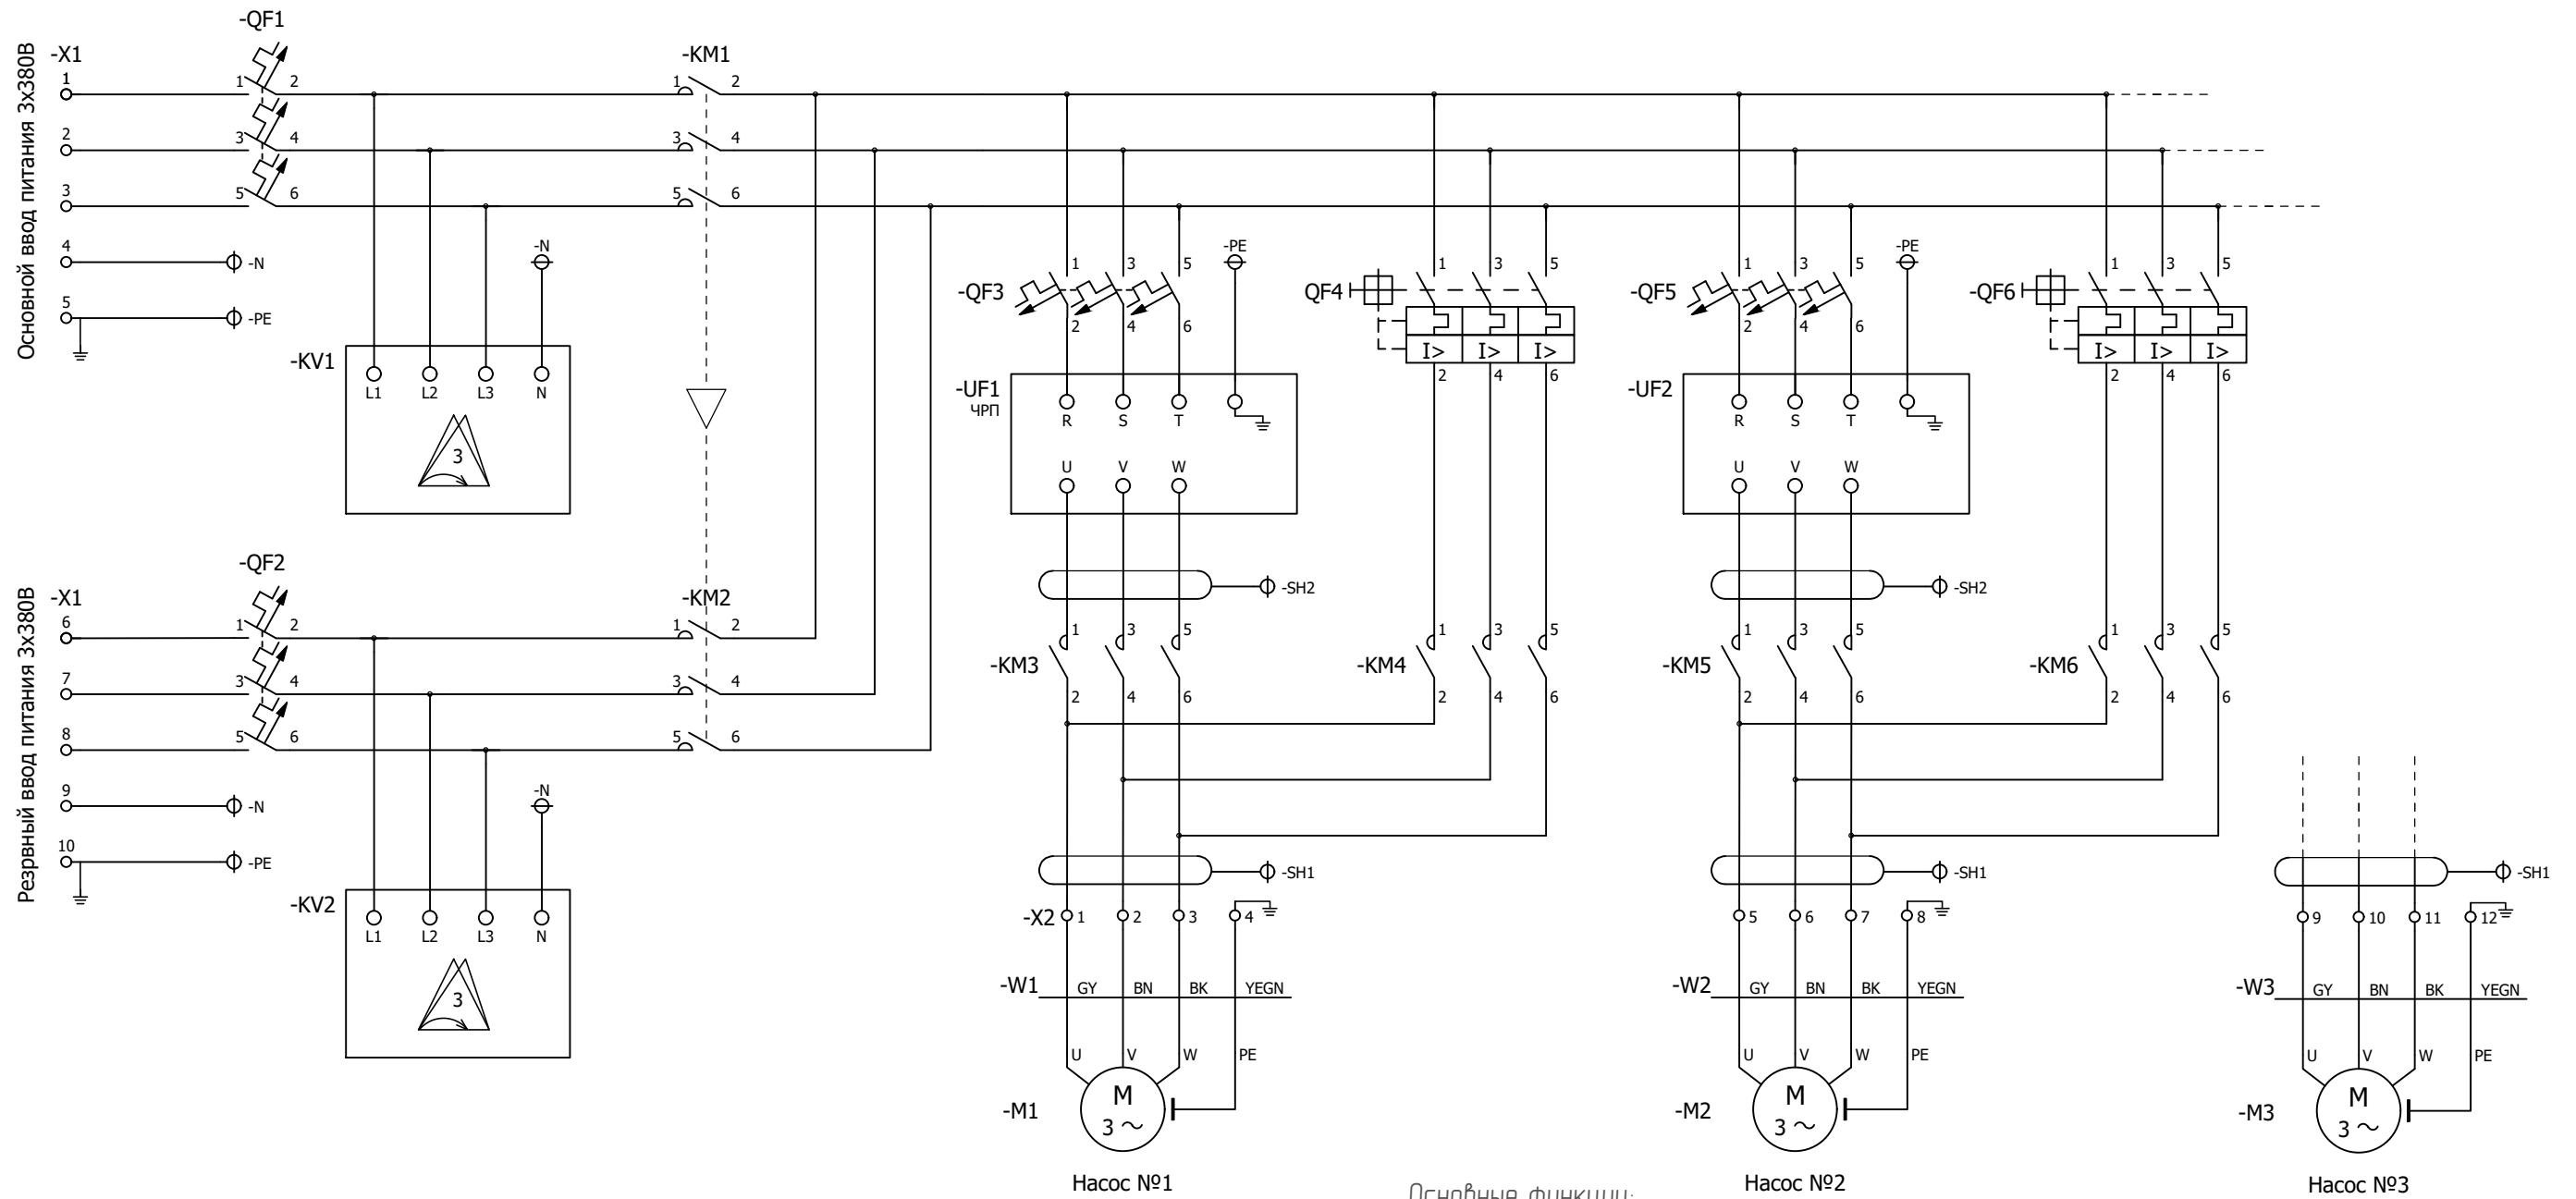 Основной ввод питания 3x380В
-X1
1
2
3
4
5
-QF1
1 2
3 4
5 6
-N
-PE
-KV1
L1 L2 L3 N
-N
3
-KM1
1 2
3 4
5 6
Резрвный ввод питания 3x380В
-X1
6
7
8
9
10
-QF2
1 2
3 4
5 6
-N
-PE
-KV2
L1 L2 L3 N
-N
3
-KM2
1 2
3 4
5 6
-QF3
1 3 5
2 4 6
-PE
-UF1
ЧРП
R S T
U V W
-SH2
-KM3
1 3 5
2 4 6
QF4
1 3 5
I> I> I>
2 4 6
-KM4
1 3 5
2 4 6
-SH1
-X2 1 2 3 4
-W1 GY BN BK YEGN
U V W PE
-M1
M
3 ~
Насос №1
-QF5
1 3 5
2 4 6
-PE
-UF2
R S T
U V W
-SH2
-KM5
1 3 5
2 4 6
-QF6
1 3 5
I> I> I>
2 4 6
-KM6
1 3 5
2 4 6
-SH1
5 6 7 8
-W2 GY BN BK YEGN
U V W PE
-M2
M
3 ~
Насос №2
-SH1
9 10 11 12
-W3 GY BN BK YEGN
U V W PE
-M3
M
3 ~
Насос №3
Основные функции: